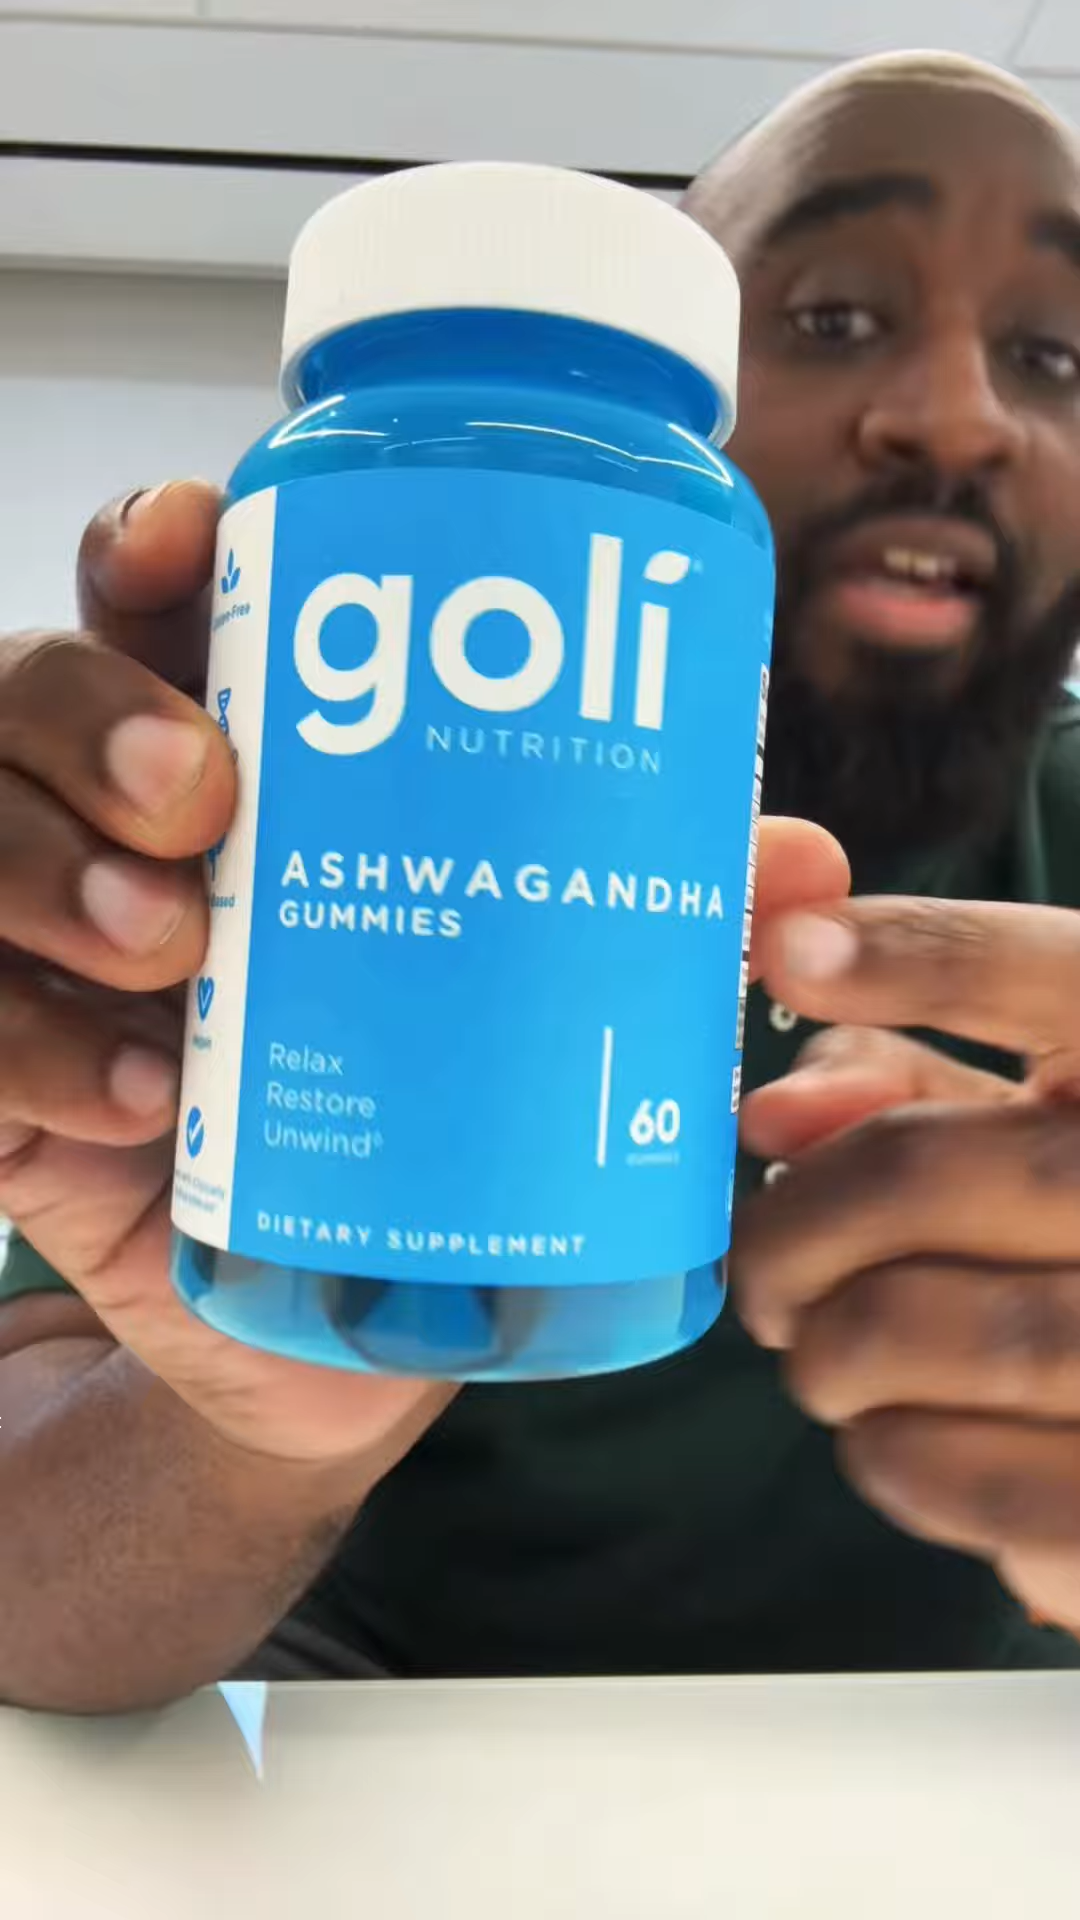 goli
NUTRITION
ASHWAGANDHA
GUMMIES
Relax
Restore
Unwind
60
DIETARY SUPPLEMENT